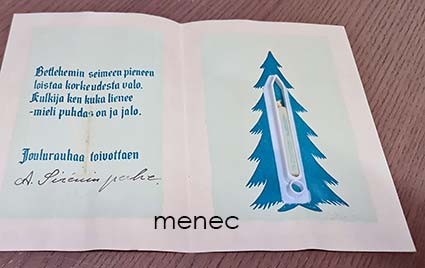 Betlehemin seimeen pieneen
loistaa korkeudesta valo.
Kulkija ken kuka lienee
-mieli puhdas on ja jalo.
Joulurauhaa toivottaen
A. Sirénin perhe.
menec